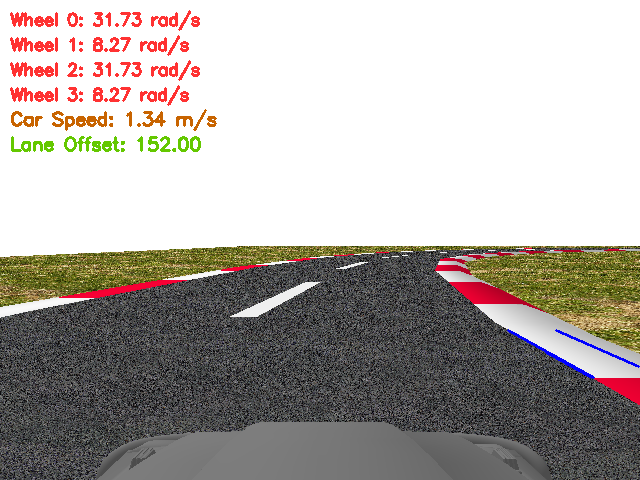 Wheel 0: 31.73 rad/s
Wheel 1: 8.27 rad/s
Wheel 2: 31.73 rad/s
Wheel 3: 8.27 rad/s
Car Speed: 1.34 m/s
Lane Offset: 152.00